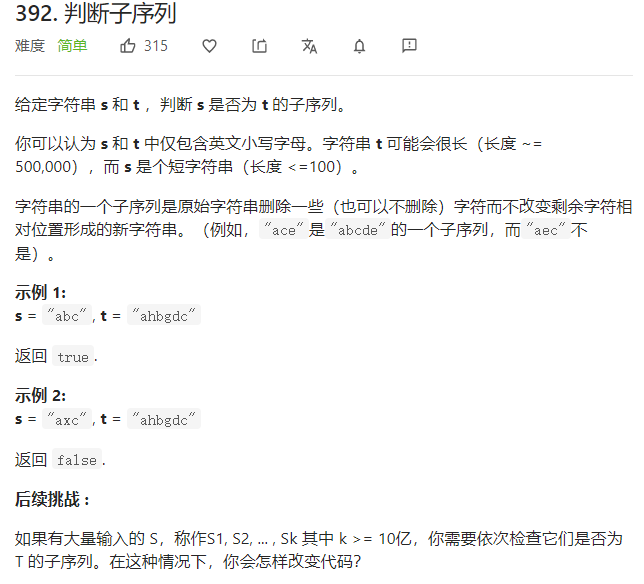 392. 判断子序列
难度 简单 315
给定字符串 s 和 t ，判断 s 是否为 t 的子序列。
你可以认为 s 和 t 中仅包含英文小写字母。字符串 t 可能会很长（长度 ~=
500,000），而 s 是个短字符串（长度 <=100）。
字符串的一个子序列是原始字符串删除一些（也可以不删除）字符而不改变剩余字符相
对位置形成的新字符串。（例如，"ace"是"abcde"的一个子序列，而"aec"不
是）。
示例 1:
s = "abc", t = "ahbgdc"
返回 true.
示例 2:
s = "axc", t = "ahbgdc"
返回 false.
后续挑战 :
如果有大量输入的 S，称作S1, S2, ... , Sk 其中 k >= 10亿，你需要依次检查它们是否为
T 的子序列。在这种情况下，你会怎样改变代码？